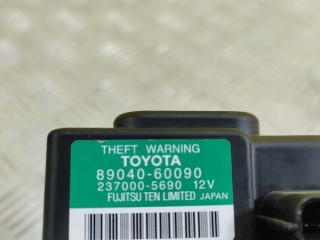 THEFT WARNING
TOYOTA
89040-60090
237000-5690 12V
FUJITSU TEN LIMITED JAPAN